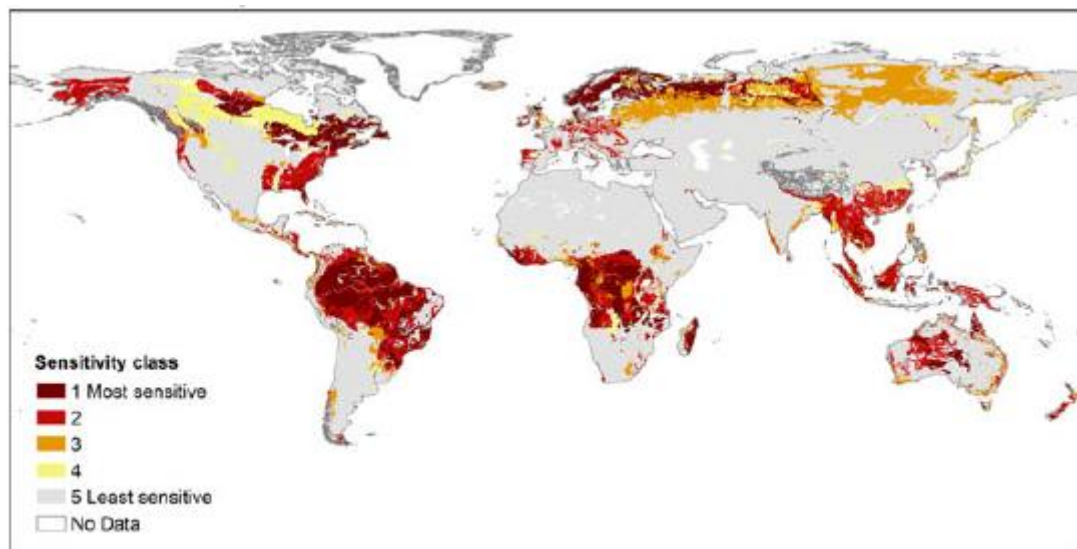 Sensitivity class
1 Most sensitive
2
3
4
5 Least sensitive
No Data